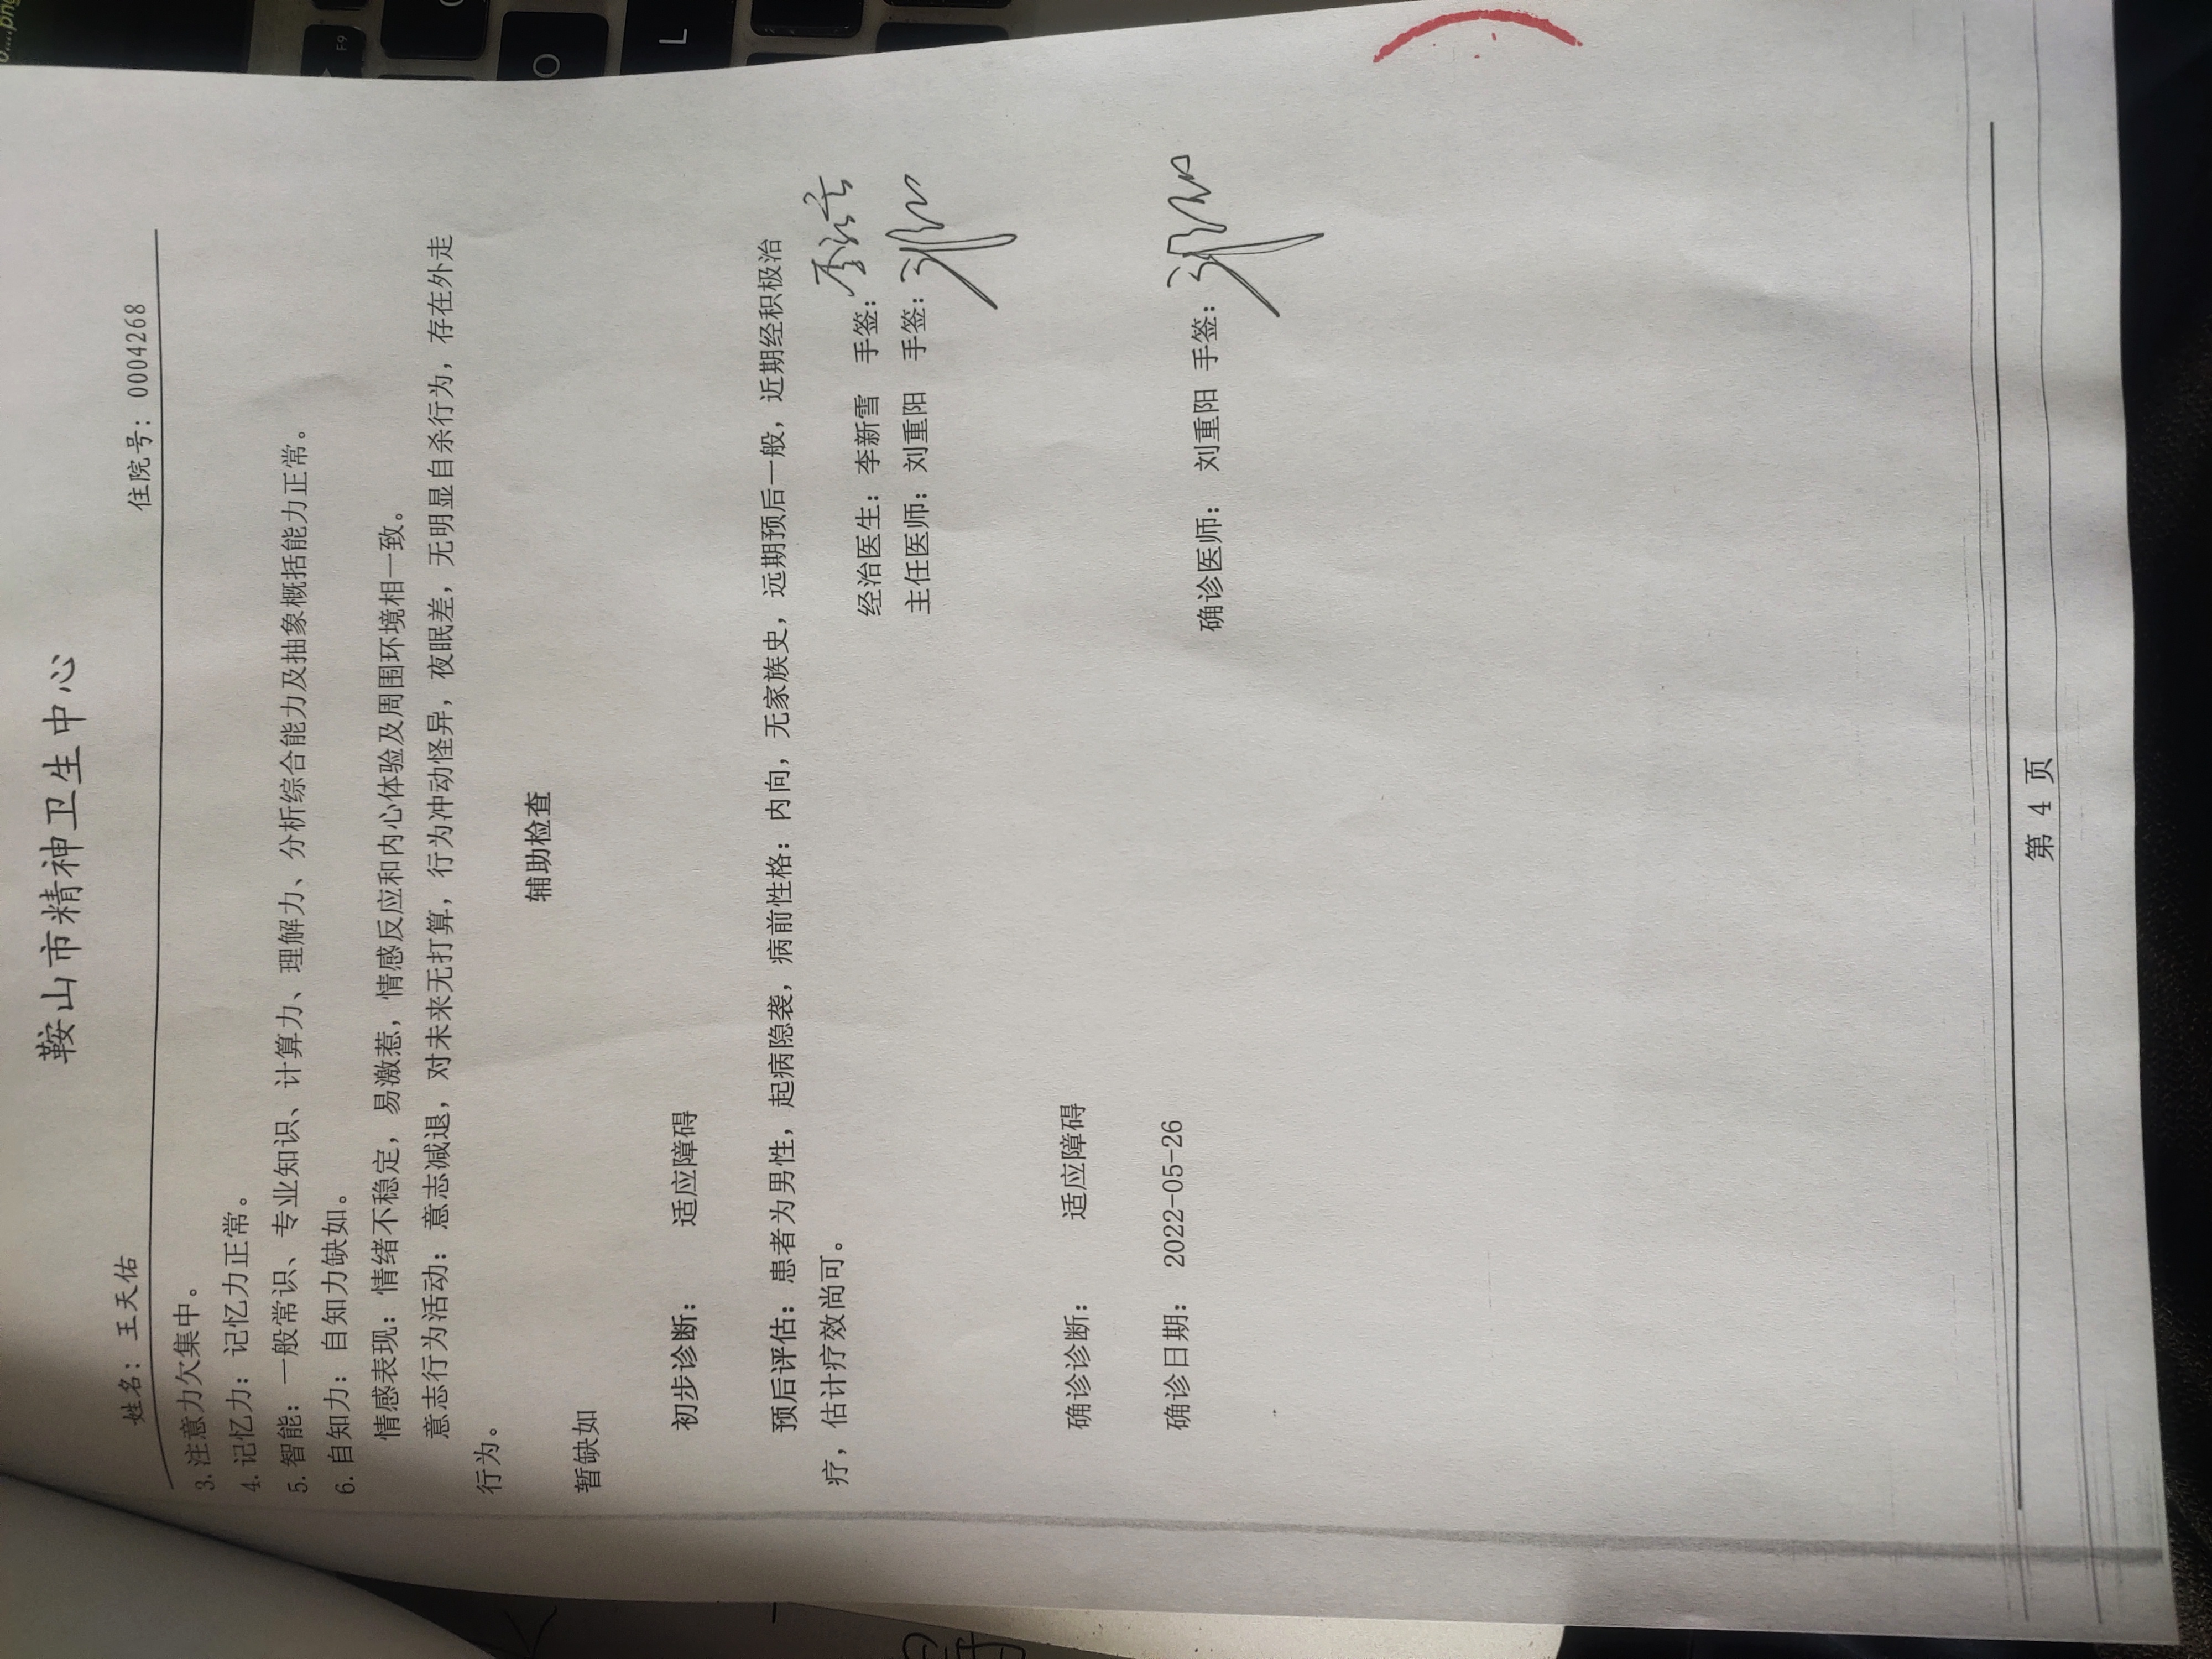 鞍山市精神卫生中心
姓名：王天佑 住院号：0004268
3.注意力欠集中。
4.记忆力：记忆力正常。
5.智能：一般常识、专业知识、计算力、理解力、分析综合能力及抽象概括能力正常。
6.自知力：自知力缺如。
情感表现：情绪不稳定，易激惹，情感反应和内心体验及周围环境相一致。
意志行为活动：意志减退，对未来无打算，行为冲动怪异，夜眠差，无明显自杀行为，存在外走
行为。
辅助检查
暂缺如
初步诊断： 适应障碍
预后评估：患者为男性，起病隐袭，病前性格：内向，无家族史，远期预后一般，近期经积极治
疗，估计疗效尚可。
经治医生：李新雪 手签：
主任医师：刘重阳 手签：
确诊诊断： 适应障碍
确诊日期： 2022-05-26
确诊医师： 刘重阳 手签：
第 4 页
F9
O
L